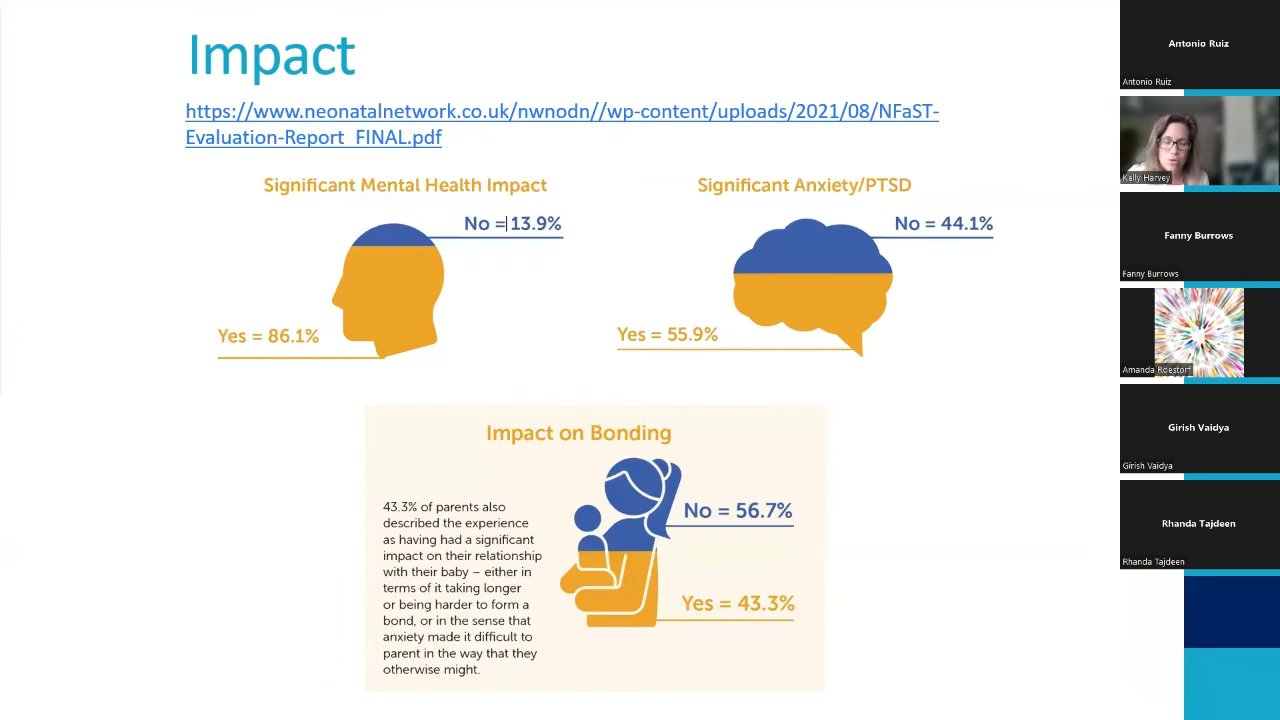 Impact
https://www.neonatalnetwork.co.uk/nwnodn//wp-content/uploads/2021/08/NFaST-
Evaluation-Report_FINAL.pdf
Significant Mental Health Impact
No = 13.9%
Yes = 86.1%
Significant Anxiety/PTSD
No = 44.1%
Yes = 55.9%
Impact on Bonding
43.3% of parents also
described the experience
as having had a significant
impact on their relationship
with their baby – either in
terms of it taking longer
or being harder to form a
bond, or in the sense that
anxiety made it difficult to
parent in the way that they
otherwise might.
No = 56.7%
Yes = 43.3%
Antonio Ruiz
Antonio Ruiz
Kelly Harvey
Fanny Burrows
Fanny Burrows
Amanda Roestorf
Girish Vaidya
Girish Vaidya
Rhanda Tajdeen
Rhanda Tajdeen